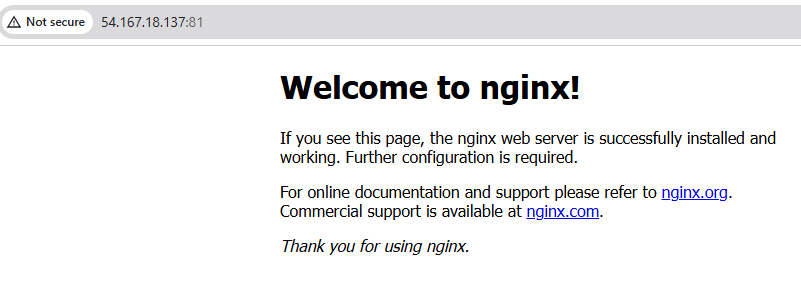 Not secure 54.167.18.137:81
Welcome to nginx!
If you see this page, the nginx web server is successfully installed and
working. Further configuration is required.
For online documentation and support please refer to nginx.org.
Commercial support is available at nginx.com.
Thank you for using nginx.